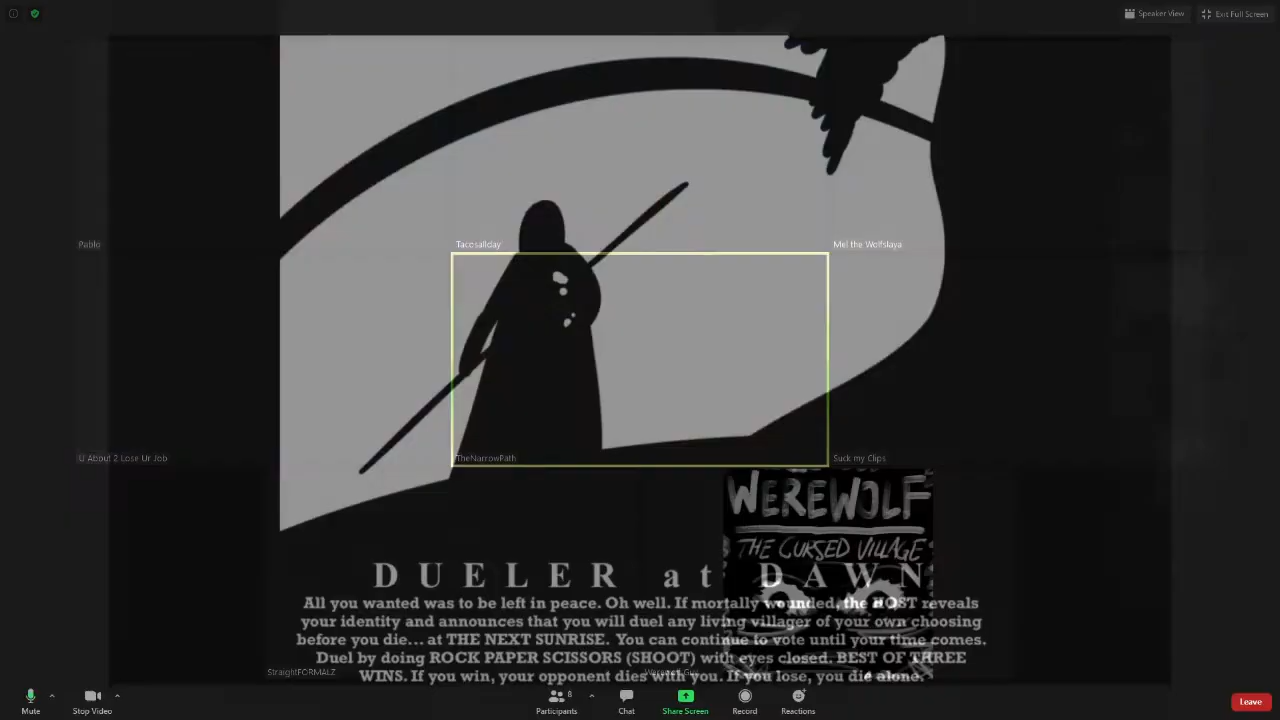 Speaker View
Exit Full Screen
Pablo
Tacosallday
Mel the Wolfslaya
U About 2 Lose Ur Job
TheNarrowPath
Suck my Clips
WEREWOLF
THE CURSED VILLAGE
DUELER at DAWN
All you wanted was to be left in peace. Oh well. If mortally wounded, the HOST reveals
your identity and announces that you will duel any living villager of your own choosing
before you die... at THE NEXT SUNRISE. You can continue to vote until your time comes.
Duel by doing ROCK PAPER SCISSORS (SHOOT) with eyes closed. BEST OF THREE
WINS. If you win, your opponent dies with you. If you lose, you die alone.
StraightFORMALZ
Mute
Stop Video
8
Participants
Chat
Share Screen
Record
Reactions
Leave